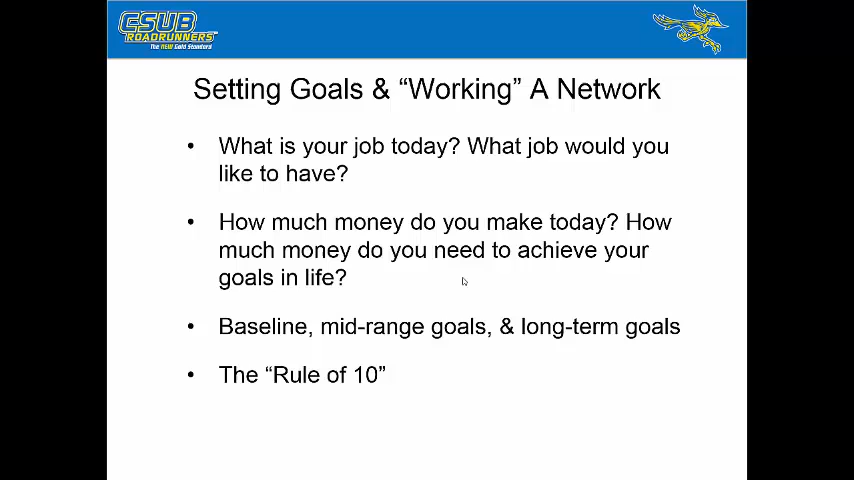 CSUB
ROADRUNNERS
The NEW Gold Standard
Setting Goals & “Working” A Network
• What is your job today? What job would you
like to have?
• How much money do you make today? How
much money do you need to achieve your
goals in life?
• Baseline, mid-range goals, & long-term goals
• The “Rule of 10”